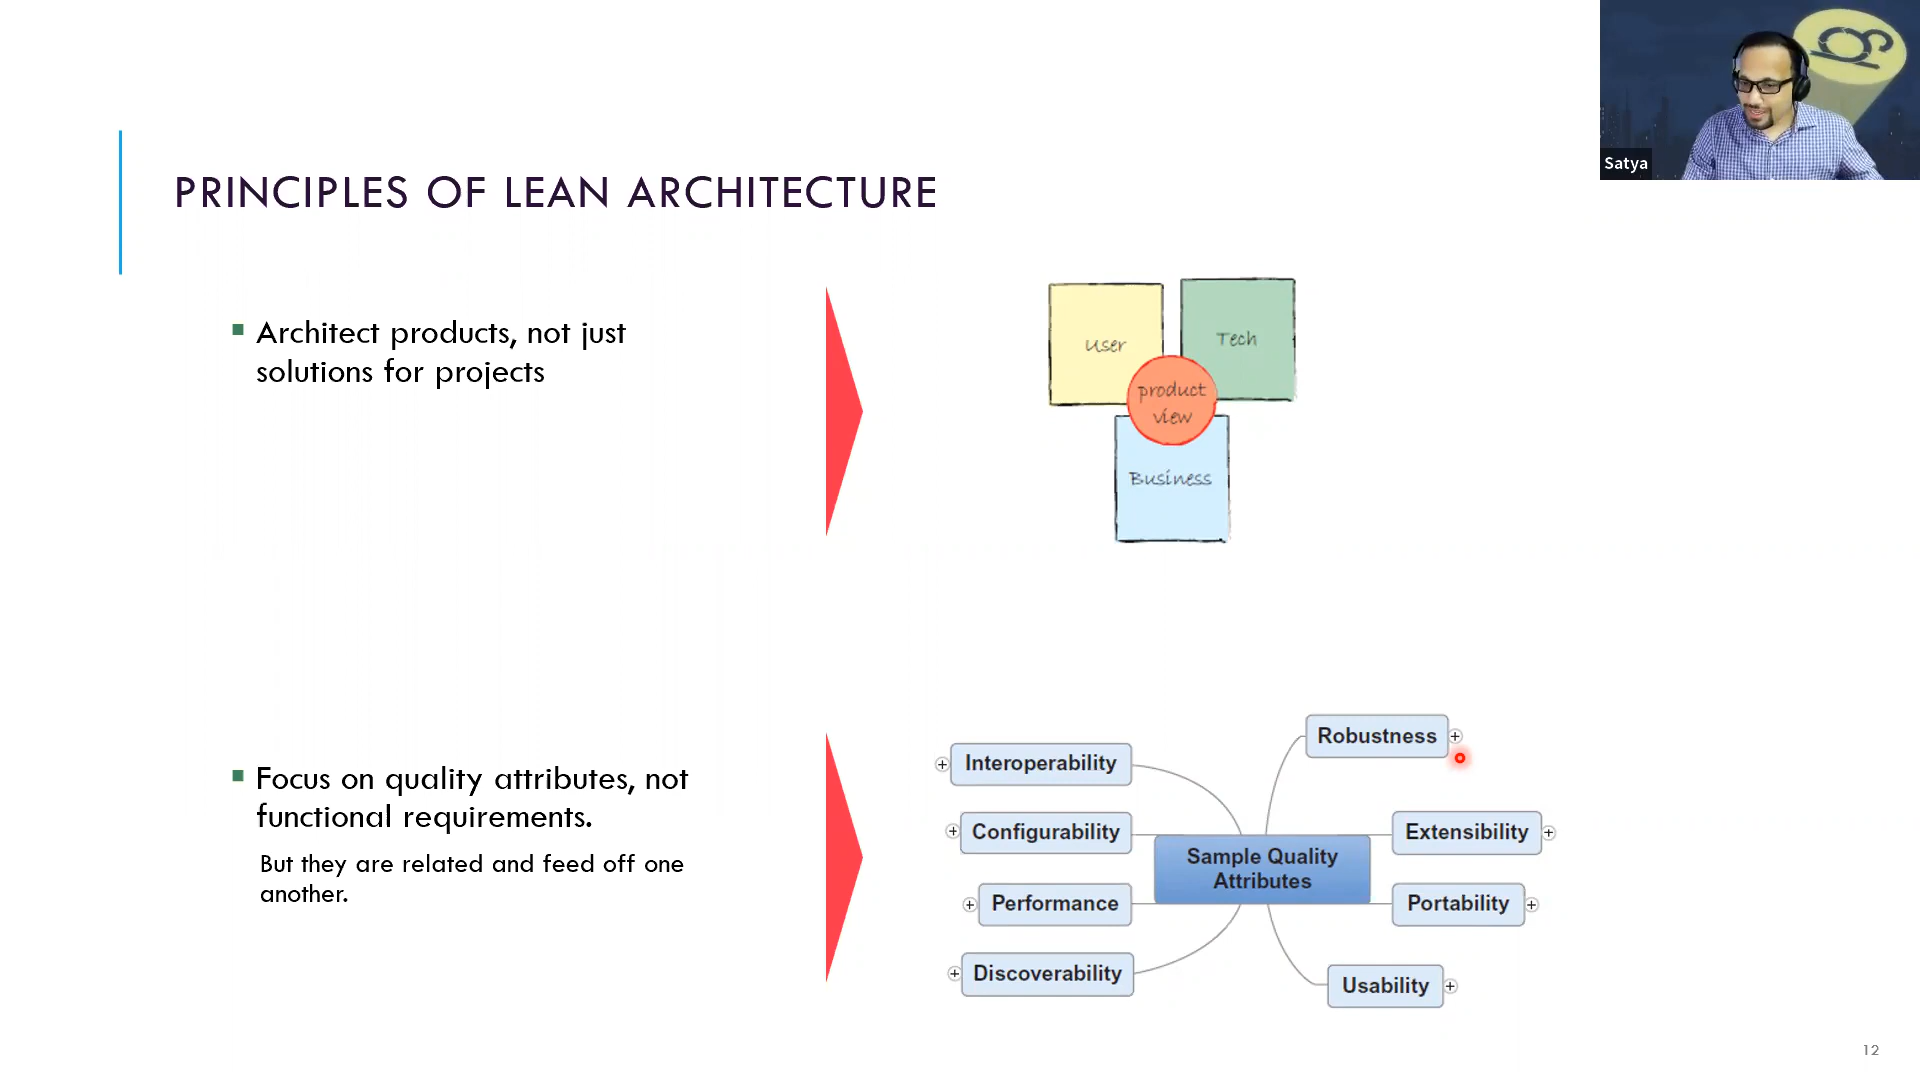 Satya
PRINCIPLES OF LEAN ARCHITECTURE
Architect products, not just
solutions for projects
User
Tech
product
view
Business
Focus on quality attributes, not
functional requirements.
But they are related and feed off one
another.
Robustness
Interoperability
Configurability
Extensibility
Sample Quality
Attributes
Performance
Portability
Discoverability
Usability
12